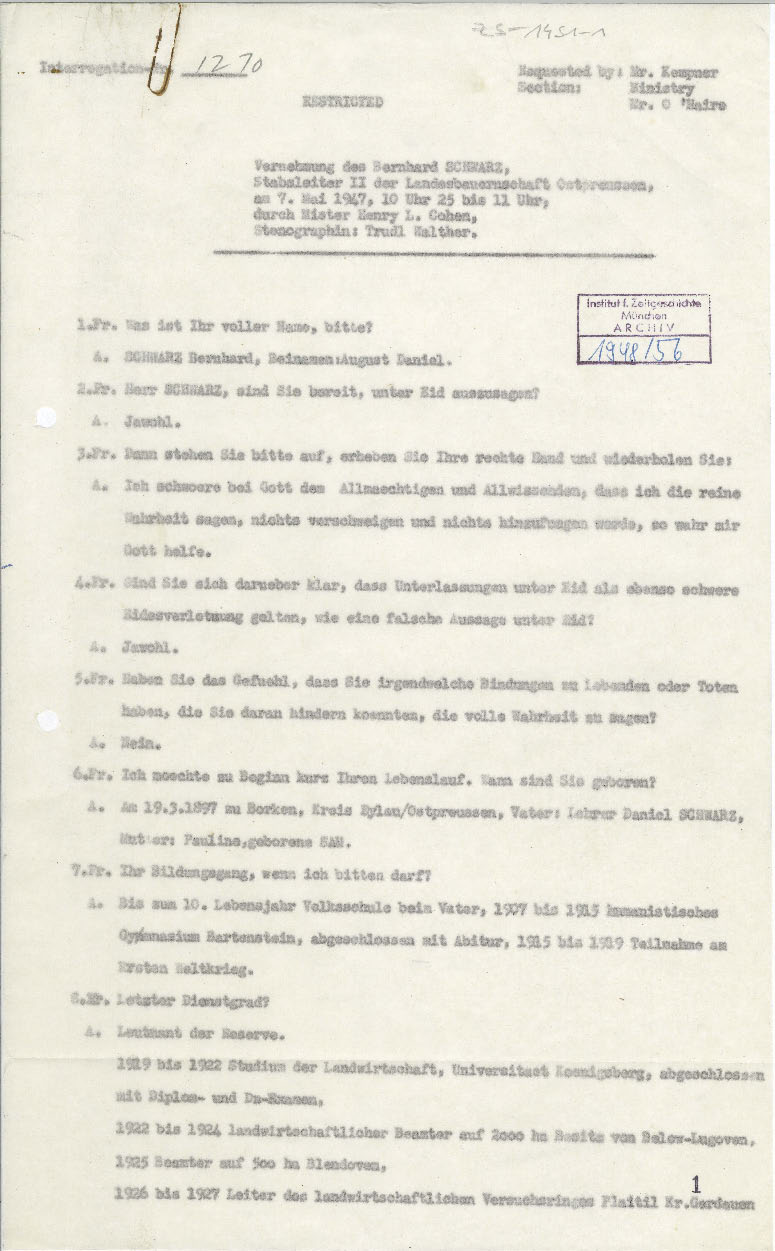 ZS-1451-1
Interrogation-Nr. 1270
Requested by: Mr. Kempner
Section: Ministry
Mr. O 'Haire
RESTRICTED
Vernehmung des Bernhard SCHWARZ,
Stabsleiter II der Landesbauernschaft Ostpreussen,
am 7. Mai 1947, 10 Uhr 25 bis 11 Uhr,
durch Mister Henry L. Cohen,
Stenographin: Trudl Walther.
Institut f. Zeitgeschichte
München
ARCHIV
1948/56
1.Fr. Was ist Ihr voller Name, bitte?
A. SCHWARZ Bernhard, Beinamen:August Daniel.
2.Fr. Herr SCHWARZ, sind Sie bereit, unter Eid auszusagen?
A. Jawohl.
3.Fr. Dann stehen Sie bitte auf, erheben Sie Ihre rechte Hand und wiederholen Sie:
A. Ich schwoere bei Gott dem Allmaechtigen und Allwissenden, dass ich die reine
Wahrheit sagen, nichts verschweigen und nichts hinzufuegen werde, so wahr mir
Gott helfe.
4.Fr. Sind Sie sich darueber klar, dass Unterlassungen unter Eid als ebenso schwere
Eidesverletzung gelten, wie eine falsche Aussage unter Eid?
A. Jawohl.
5.Fr. Haben Sie das Gefuehl, dass Sie irgendwelche Bindungen zu Lebenden oder Toten
haben, die Sie daran hindern koennten, die volle Wahrheit zu sagen?
A. Nein.
6.Fr. Ich moechte zu Beginn kurz Ihren Lebenslauf. Wann sind Sie geboren?
A. Am 19.3.1897 zu Borken, Kreis Eylau/Ostpreussen, Vater: Lehrer Daniel SCHWARZ,
Mutter: Pauline,geborene SAM.
7.Fr. Ihr Bildungsgang, wenn ich bitten darf?
A. Bis zum 10. Lebensjahr Volksschule beim Vater, 1907 bis 1915 humanistisches
Gymnasium Bartenstein, abgeschlossen mit Abitur, 1915 bis 1919 Teilnahme am
Ersten Weltkrieg.
8.Fr. Letzter Dienstgrad?
A. Leutnant der Reserve.
1919 bis 1922 Studium der Landwirtschaft, Universitaet Koenigsberg, abgeschlossen
mit Diplom- und Dr-Examen,
1922 bis 1924 landwirtschaftlicher Beamter auf 2000 ha Besitz von Below-Lugowen,
1925 Beamter auf 500 ha Blendowen,
1926 bis 1927 Leiter des landwirtschaftlichen Versuchsringes Plaitil Kr.Gerdauen
1